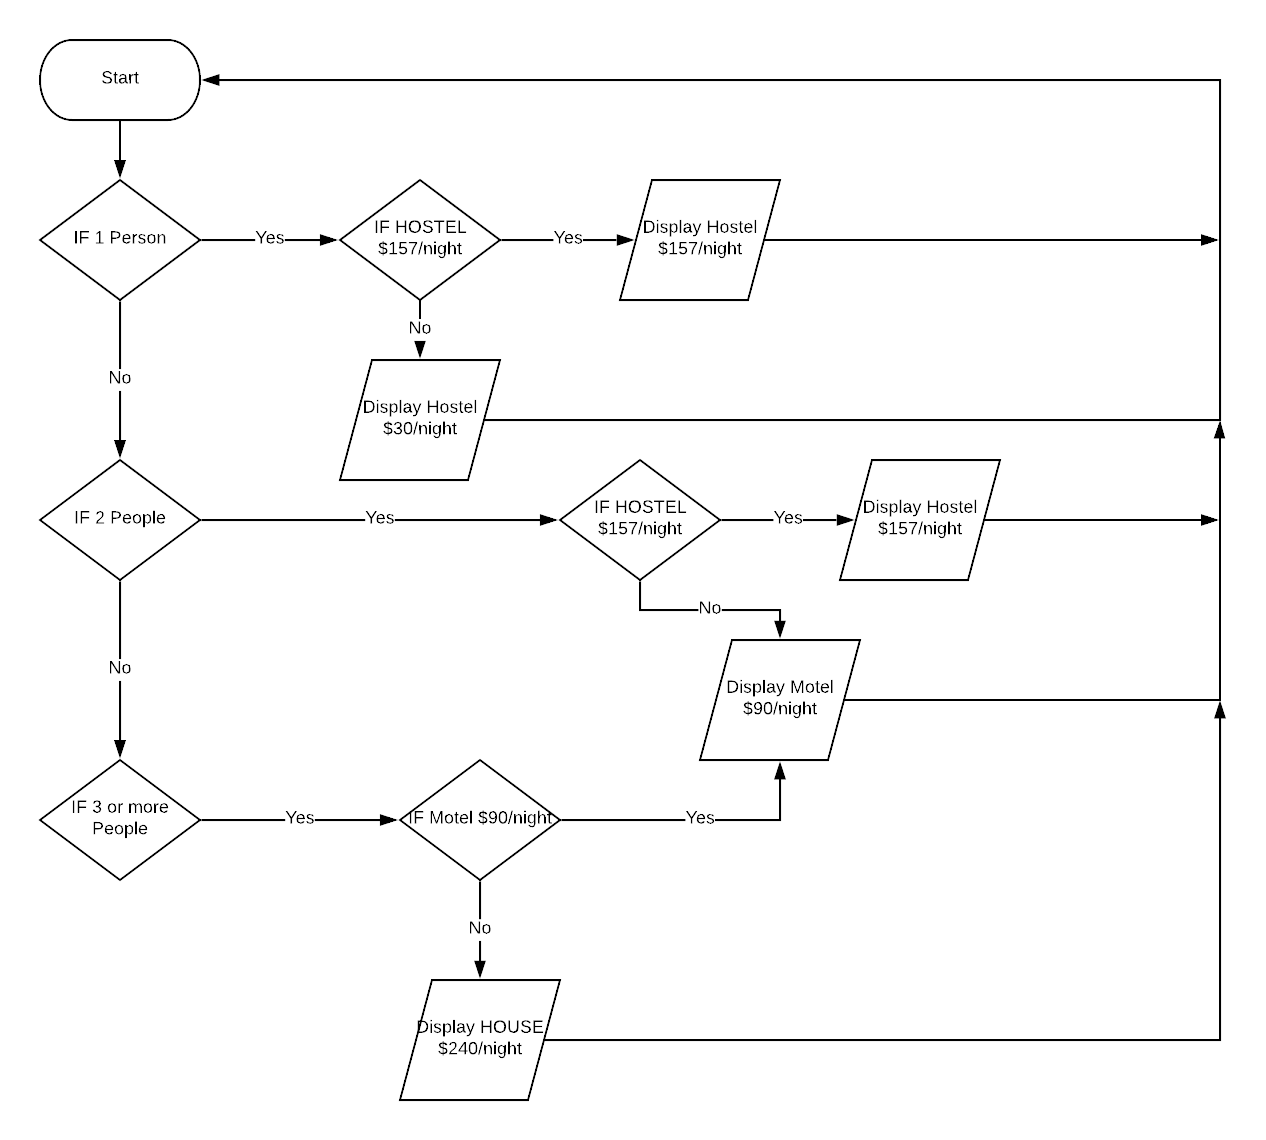 Start
IF 1 Person
Yes
IF HOSTEL
$157/night
Yes
Display Hostel
$157/night
No
No
Display Hostel
$30/night
IF 2 People
Yes
IF HOSTEL
$157/night
Yes
Display Hostel
$157/night
No
No
Display Motel
$90/night
IF 3 or more
People
Yes
IF Motel $90/night
Yes
No
Display HOUSE
$240/night